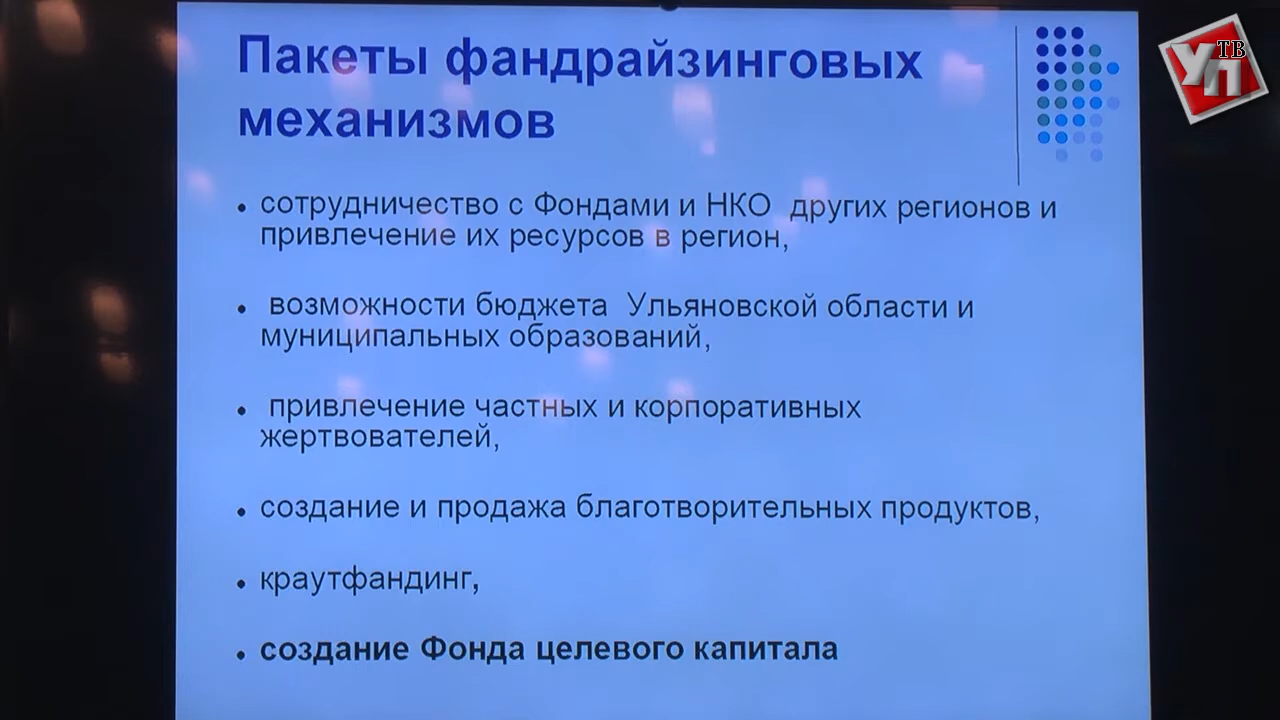 Пакеты фандрайзинговых
механизмов
УП ТВ
• сотрудничество с Фондами и НКО других регионов и
привлечение их ресурсов в регион,
• возможности бюджета Ульяновской области и
муниципальных образований,
• привлечение частных и корпоративных
жертвователей,
• создание и продажа благотворительных продуктов,
• краутфандинг,
• создание Фонда целевого капитала